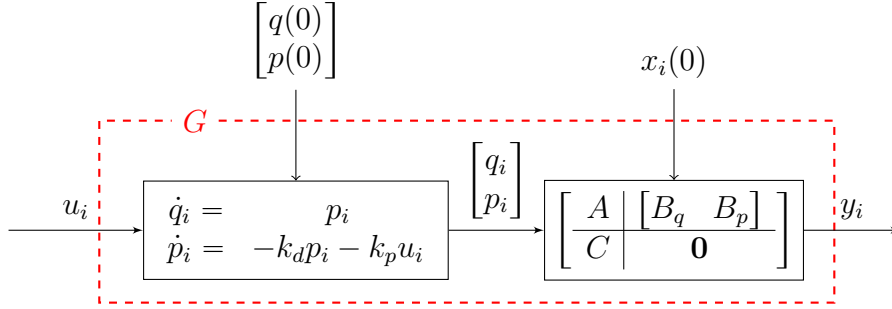 [q(0)
p(0)]
x_i(0)
G
u_i
q̇_i = p_i
ṗ_i = −k_d p_i − k_p u_i
[q_i
p_i]
[A | [B_q B_p]
C | 0]
y_i